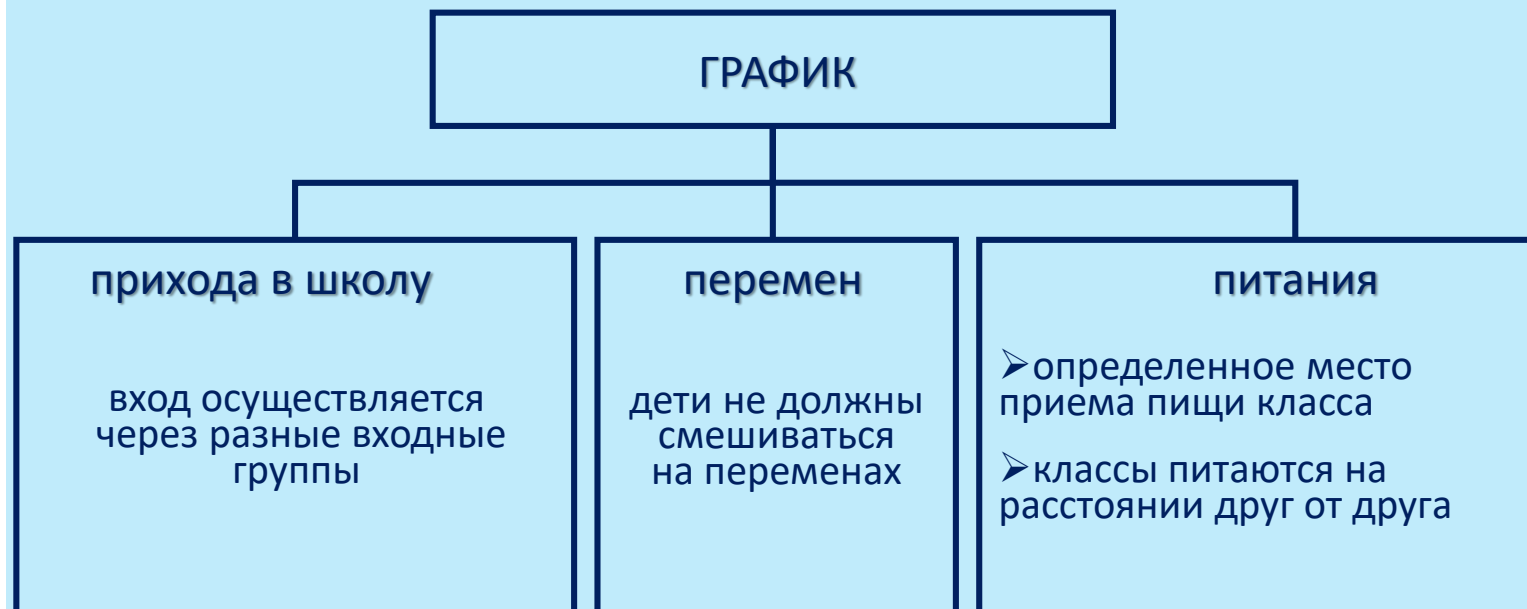 ГРАФИК
прихода в школу
вход осуществляется
через разные входные
группы
перемен
дети не должны
смешиваться
на переменах
питания
➢определенное место
приема пищи класса
➢классы питаются на
расстоянии друг от друга